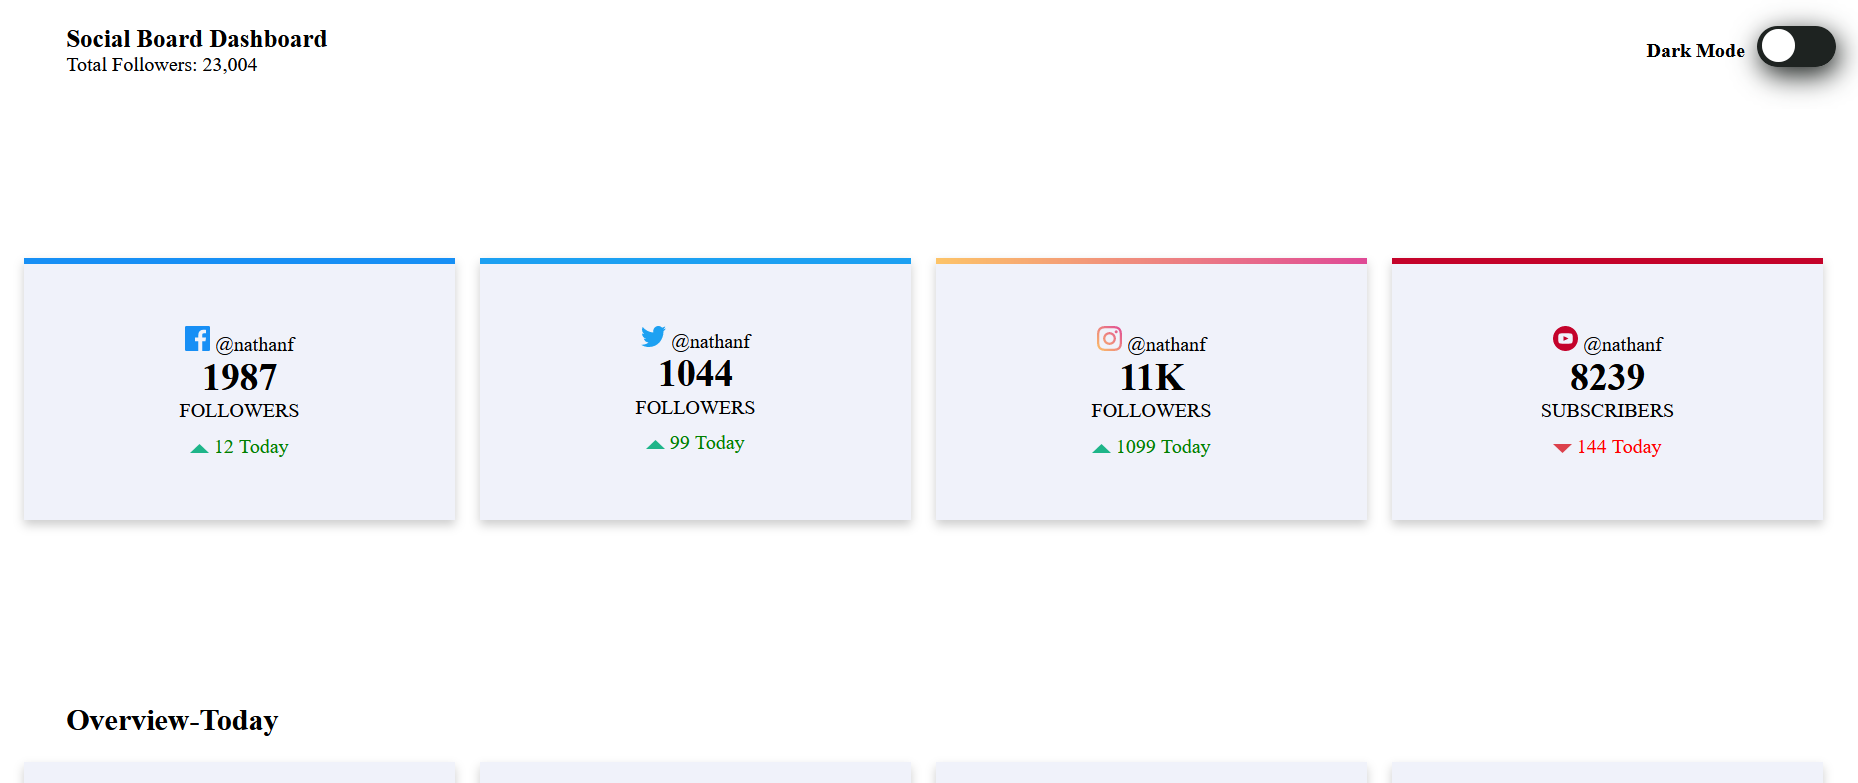 Social Board Dashboard
Total Followers: 23,004
Dark Mode
@nathanf
1987
FOLLOWERS
12 Today
@nathanf
1044
FOLLOWERS
99 Today
@nathanf
11K
FOLLOWERS
1099 Today
@nathanf
8239
SUBSCRIBERS
144 Today
Overview-Today